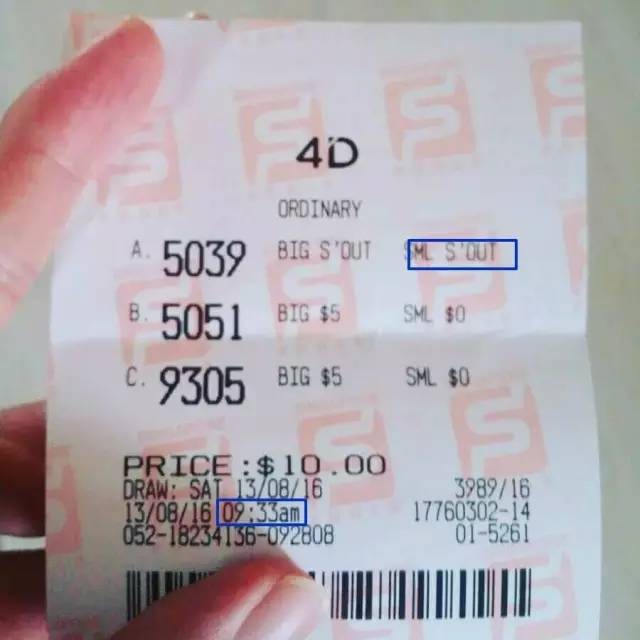 4D
ORDINARY
A. 5039 BIG S'OUT SML S'OUT
B. 5051 BIG $5 SML $0
C. 9305 BIG $5 SML $0
PRICE:$10.00
DRAW: SAT 13/08/16 3989/16
13/08/16 09:33am 17760302-14
052-18234136-092808 01-5261